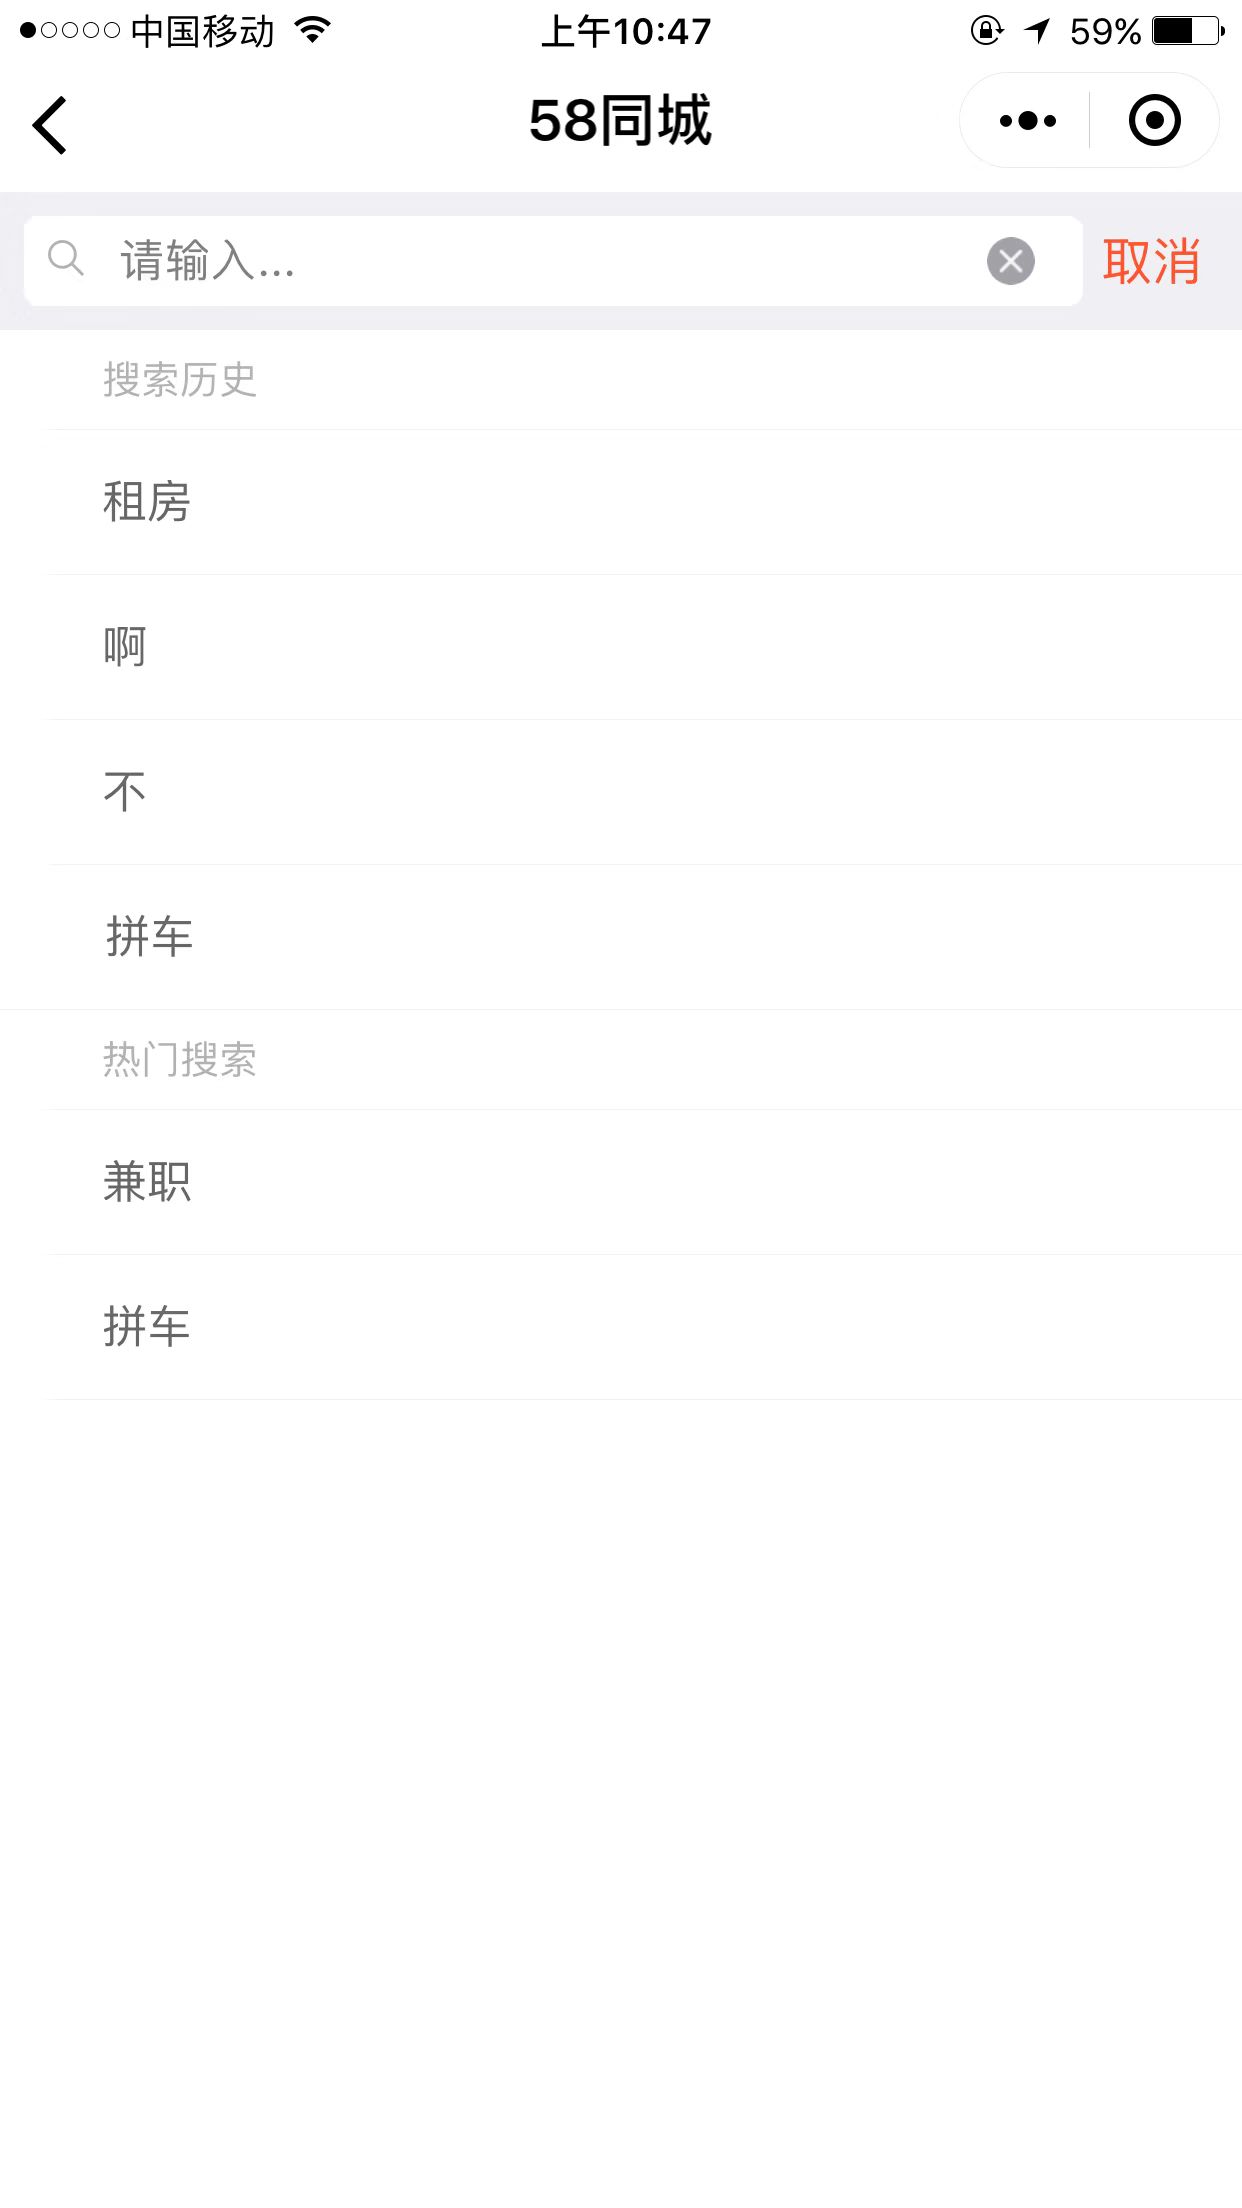 中国移动 上午10:47 59%
58同城
请输入... 取消
搜索历史
租房
啊
不
拼车
热门搜索
兼职
拼车